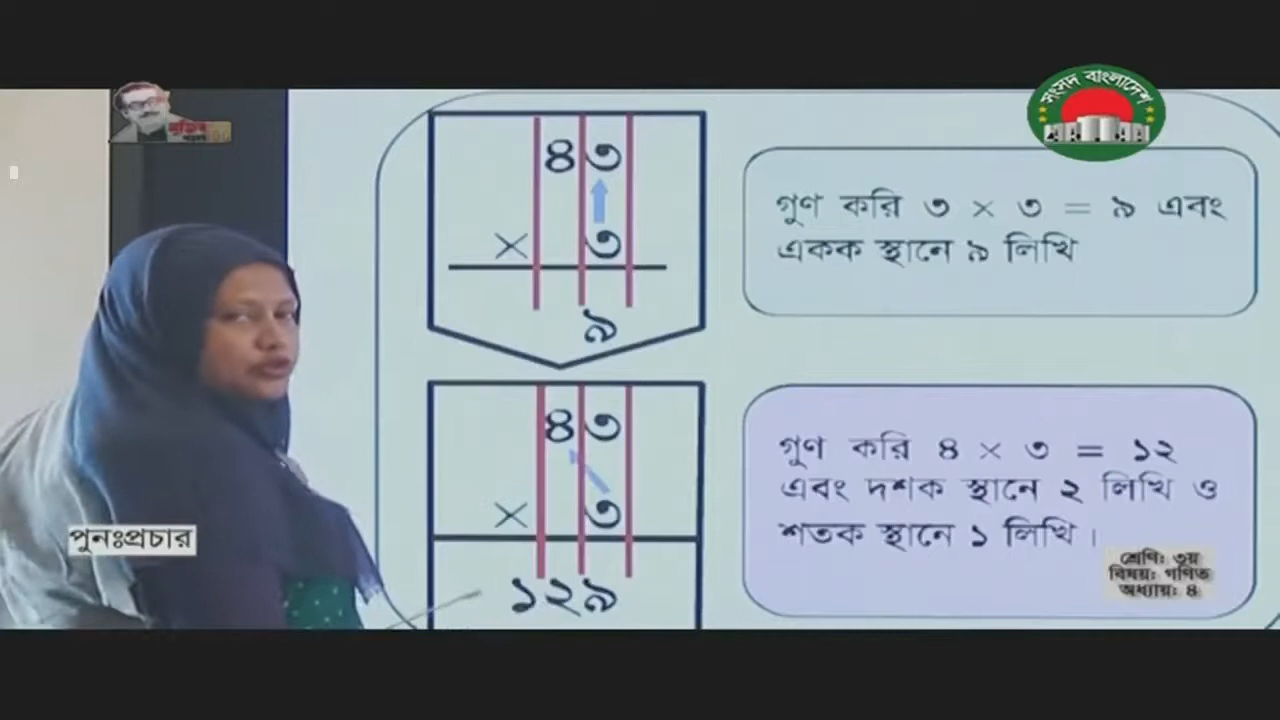 সংসদ বাংলাদেশ
৪৩
× ৩
৯
গুণ করি ৩ × ৩ = ৯ এবং
একক স্থানে ৯ লিখি
৪৩
× ৩
১২৯
গুণ করি ৪ × ৩ = ১২
এবং দশক স্থানে ২ লিখি ও
শতক স্থানে ১ লিখি।
পুনঃপ্রচার
শ্রেণি: ৩য়
বিষয়: গণিত
অধ্যায়: ৪